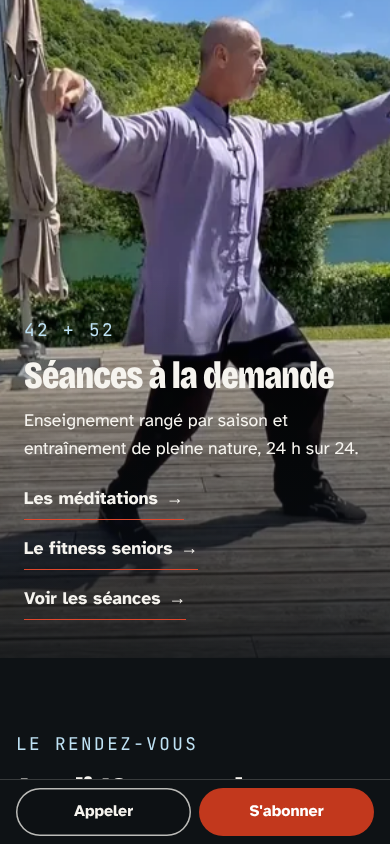 42 + 52
Séances à la demande
Enseignement rangé par saison et
entraînement de pleine nature, 24 h sur 24.
Les méditations →
Le fitness seniors →
Voir les séances →
LE RENDEZ-VOUS
Appeler
S'abonner